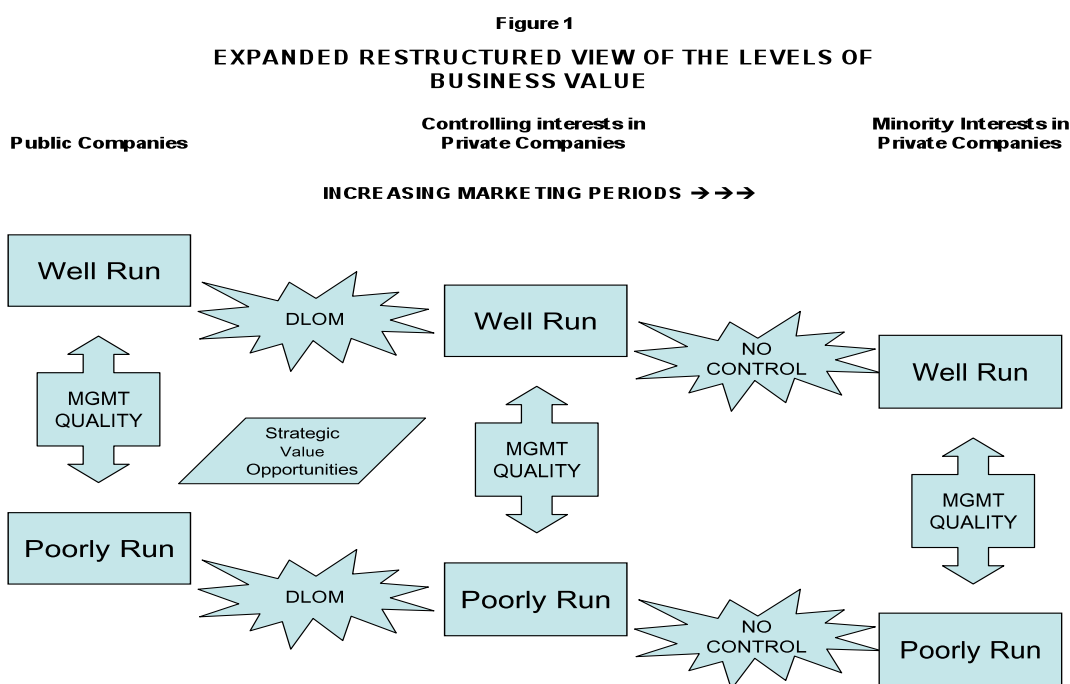 Figure 1
EXPANDED RESTRUCTURED VIEW OF THE LEVELS OF
BUSINESS VALUE
Public Companies
Controlling interests in
Private Companies
Minority Interests in
Private Companies
INCREASING MARKETING PERIODS ➔➔➔
Well Run
DLOM
Well Run
NO
CONTROL
Well Run
MGMT
QUALITY
Strategic
Value
Opportunities
MGMT
QUALITY
MGMT
QUALITY
Poorly Run
DLOM
Poorly Run
NO
CONTROL
Poorly Run